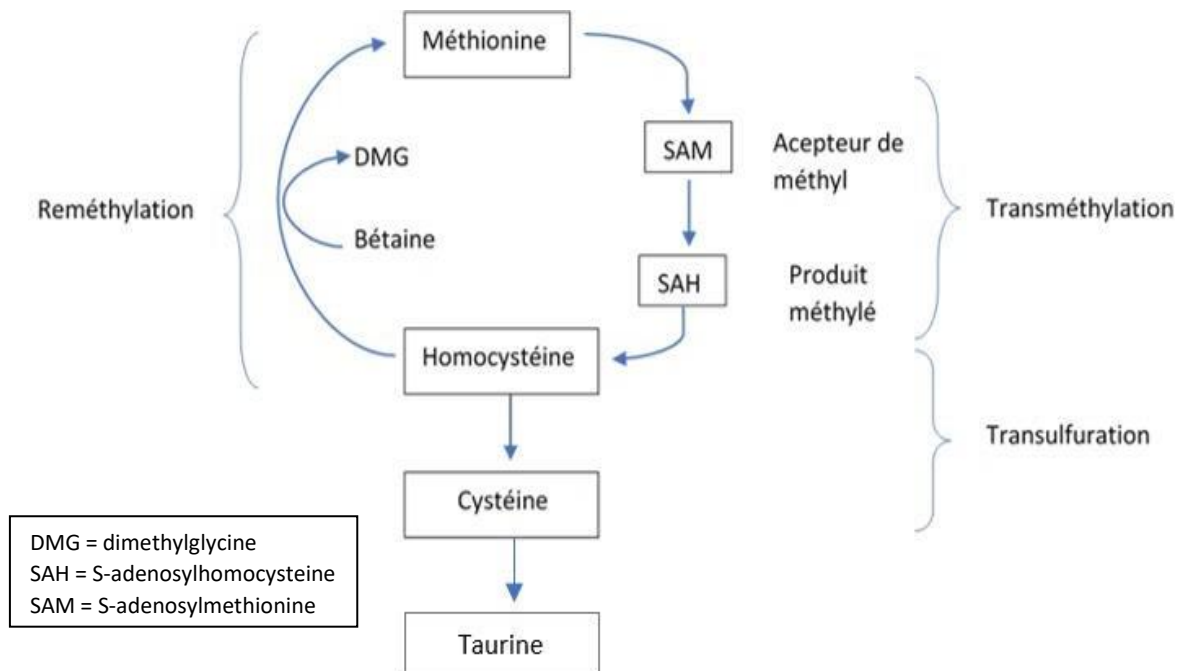 Méthionine
DMG
Bétaine
Reméthylation
SAM
Acepteur de
méthyl
Transméthylation
SAH
Produit
méthylé
Homocystéine
Transulfuration
Cystéine
Taurine
DMG = dimethylglycine
SAH = S-adenosylhomocysteine
SAM = S-adenosylmethionine